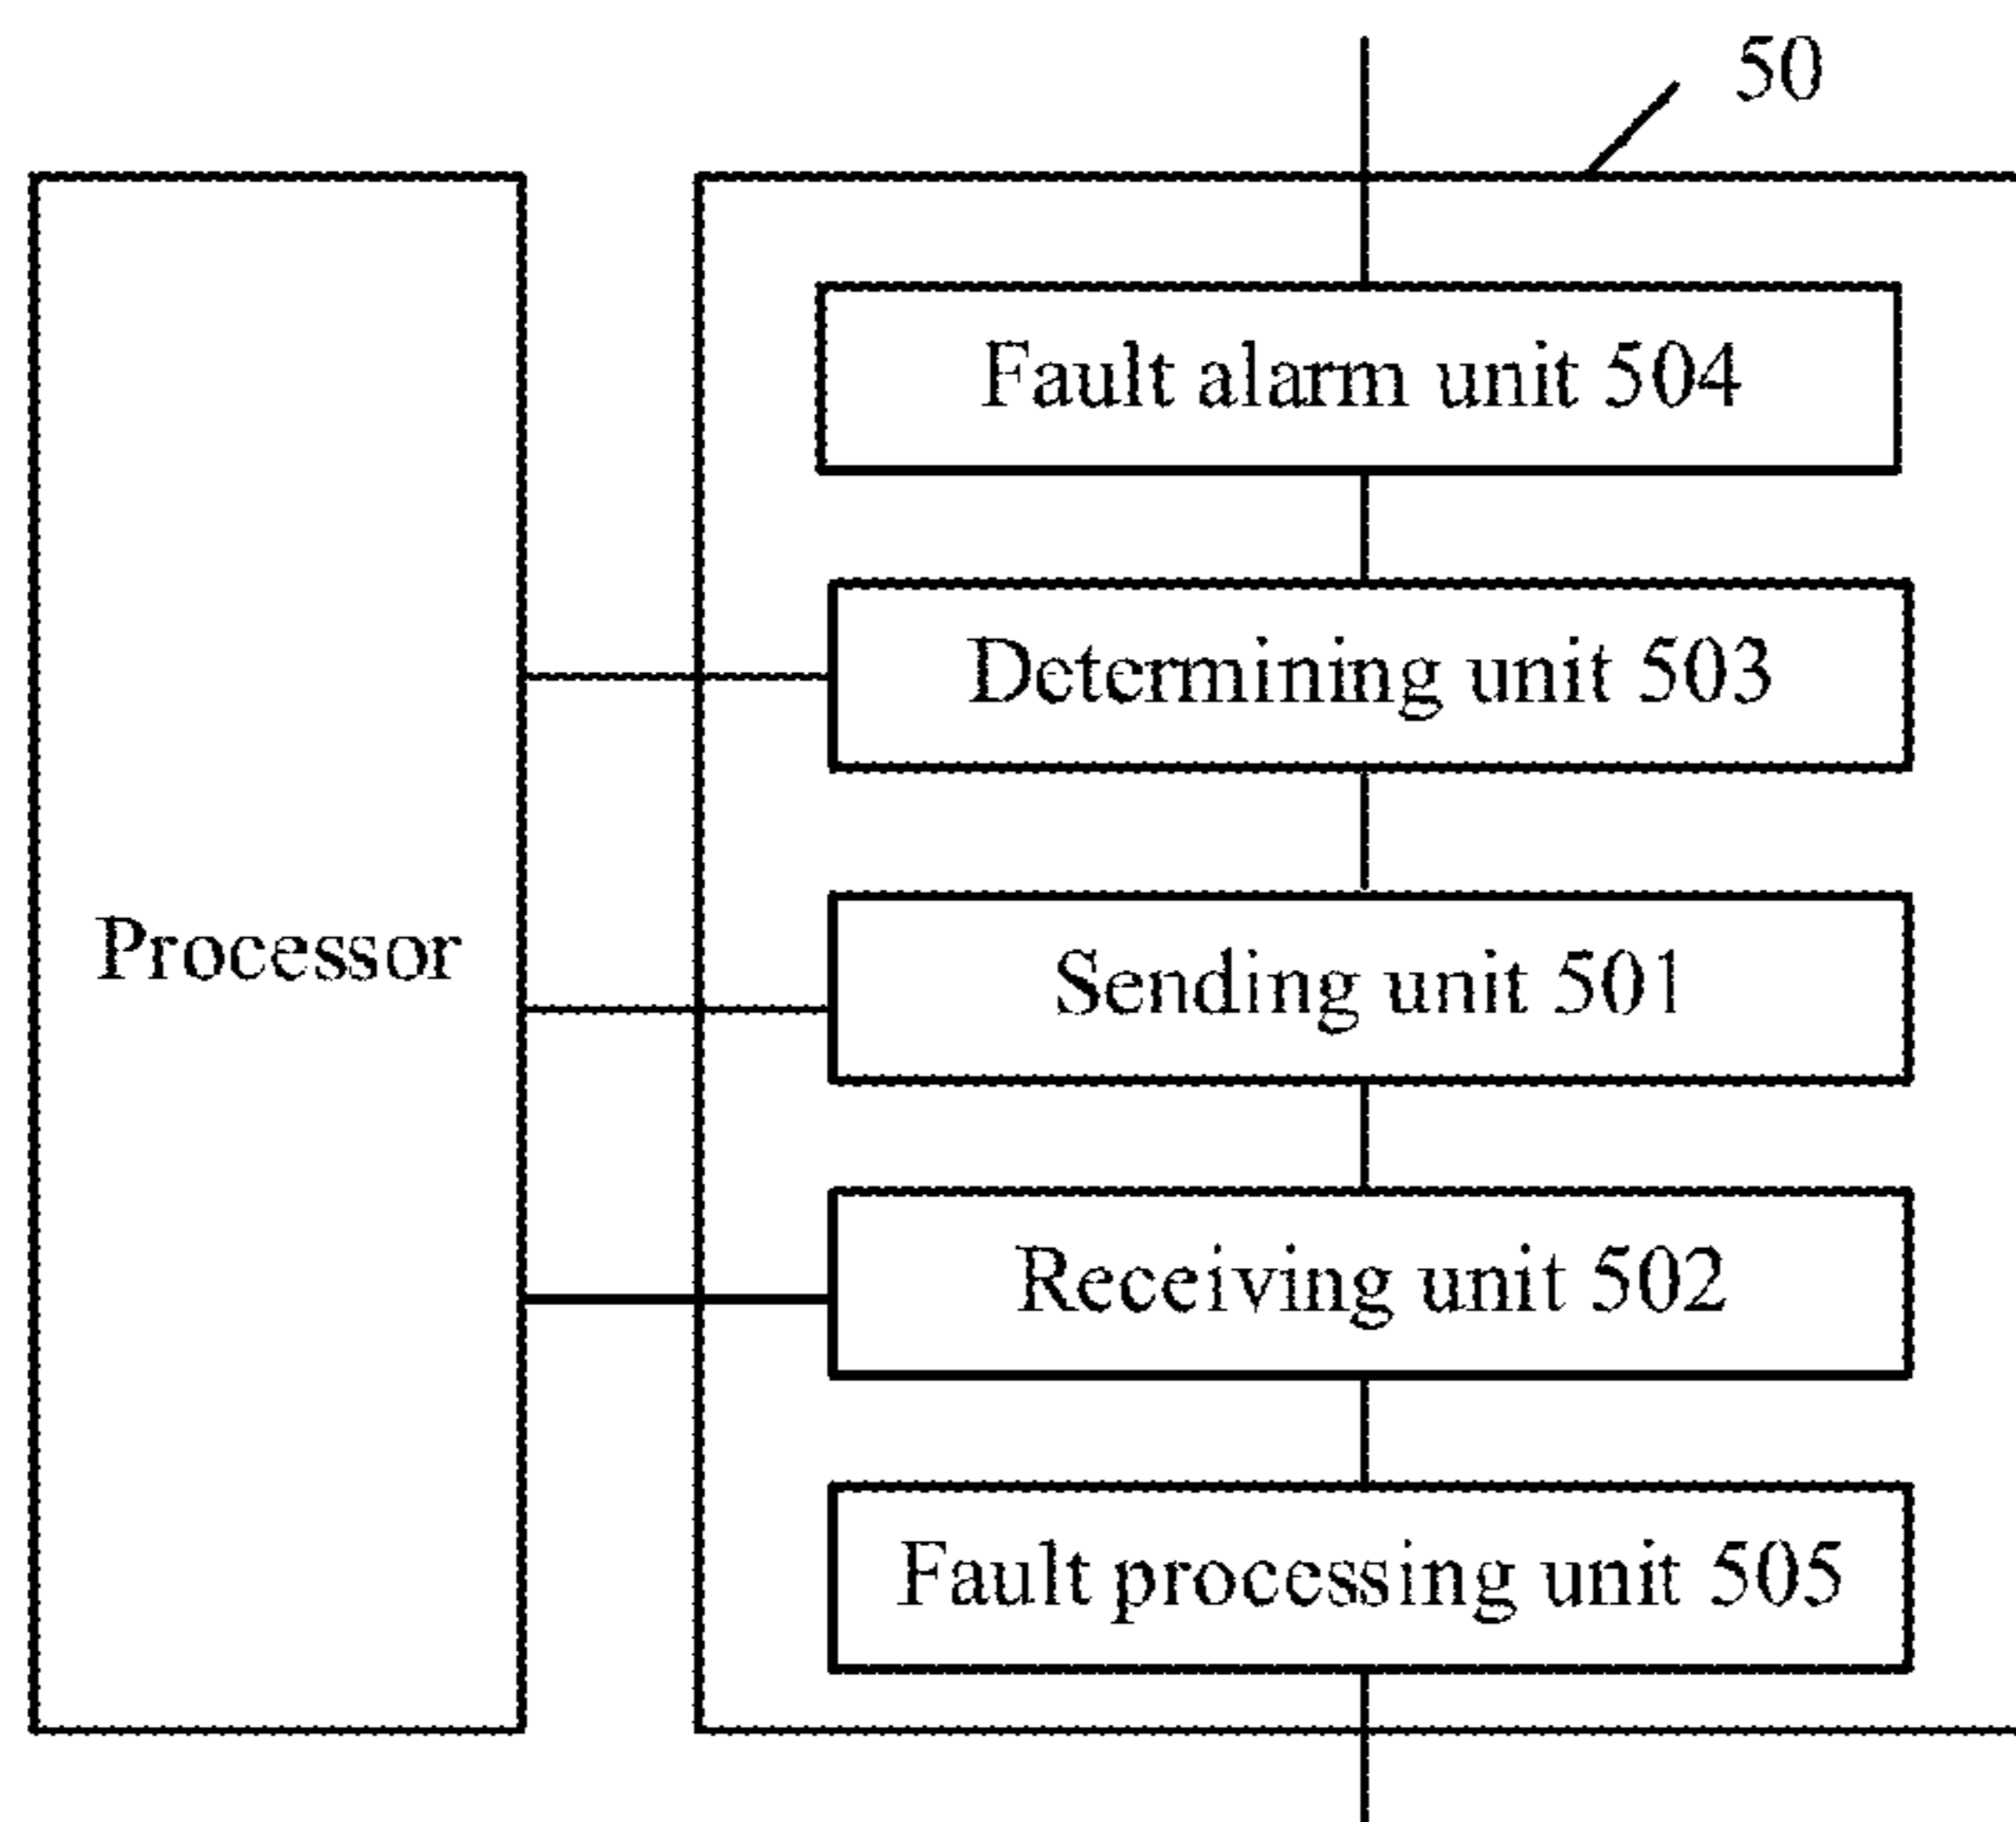 50
Fault alarm unit 504
Determining unit 503
Processor
Sending unit 501
Receiving unit 502
Fault processing unit 505